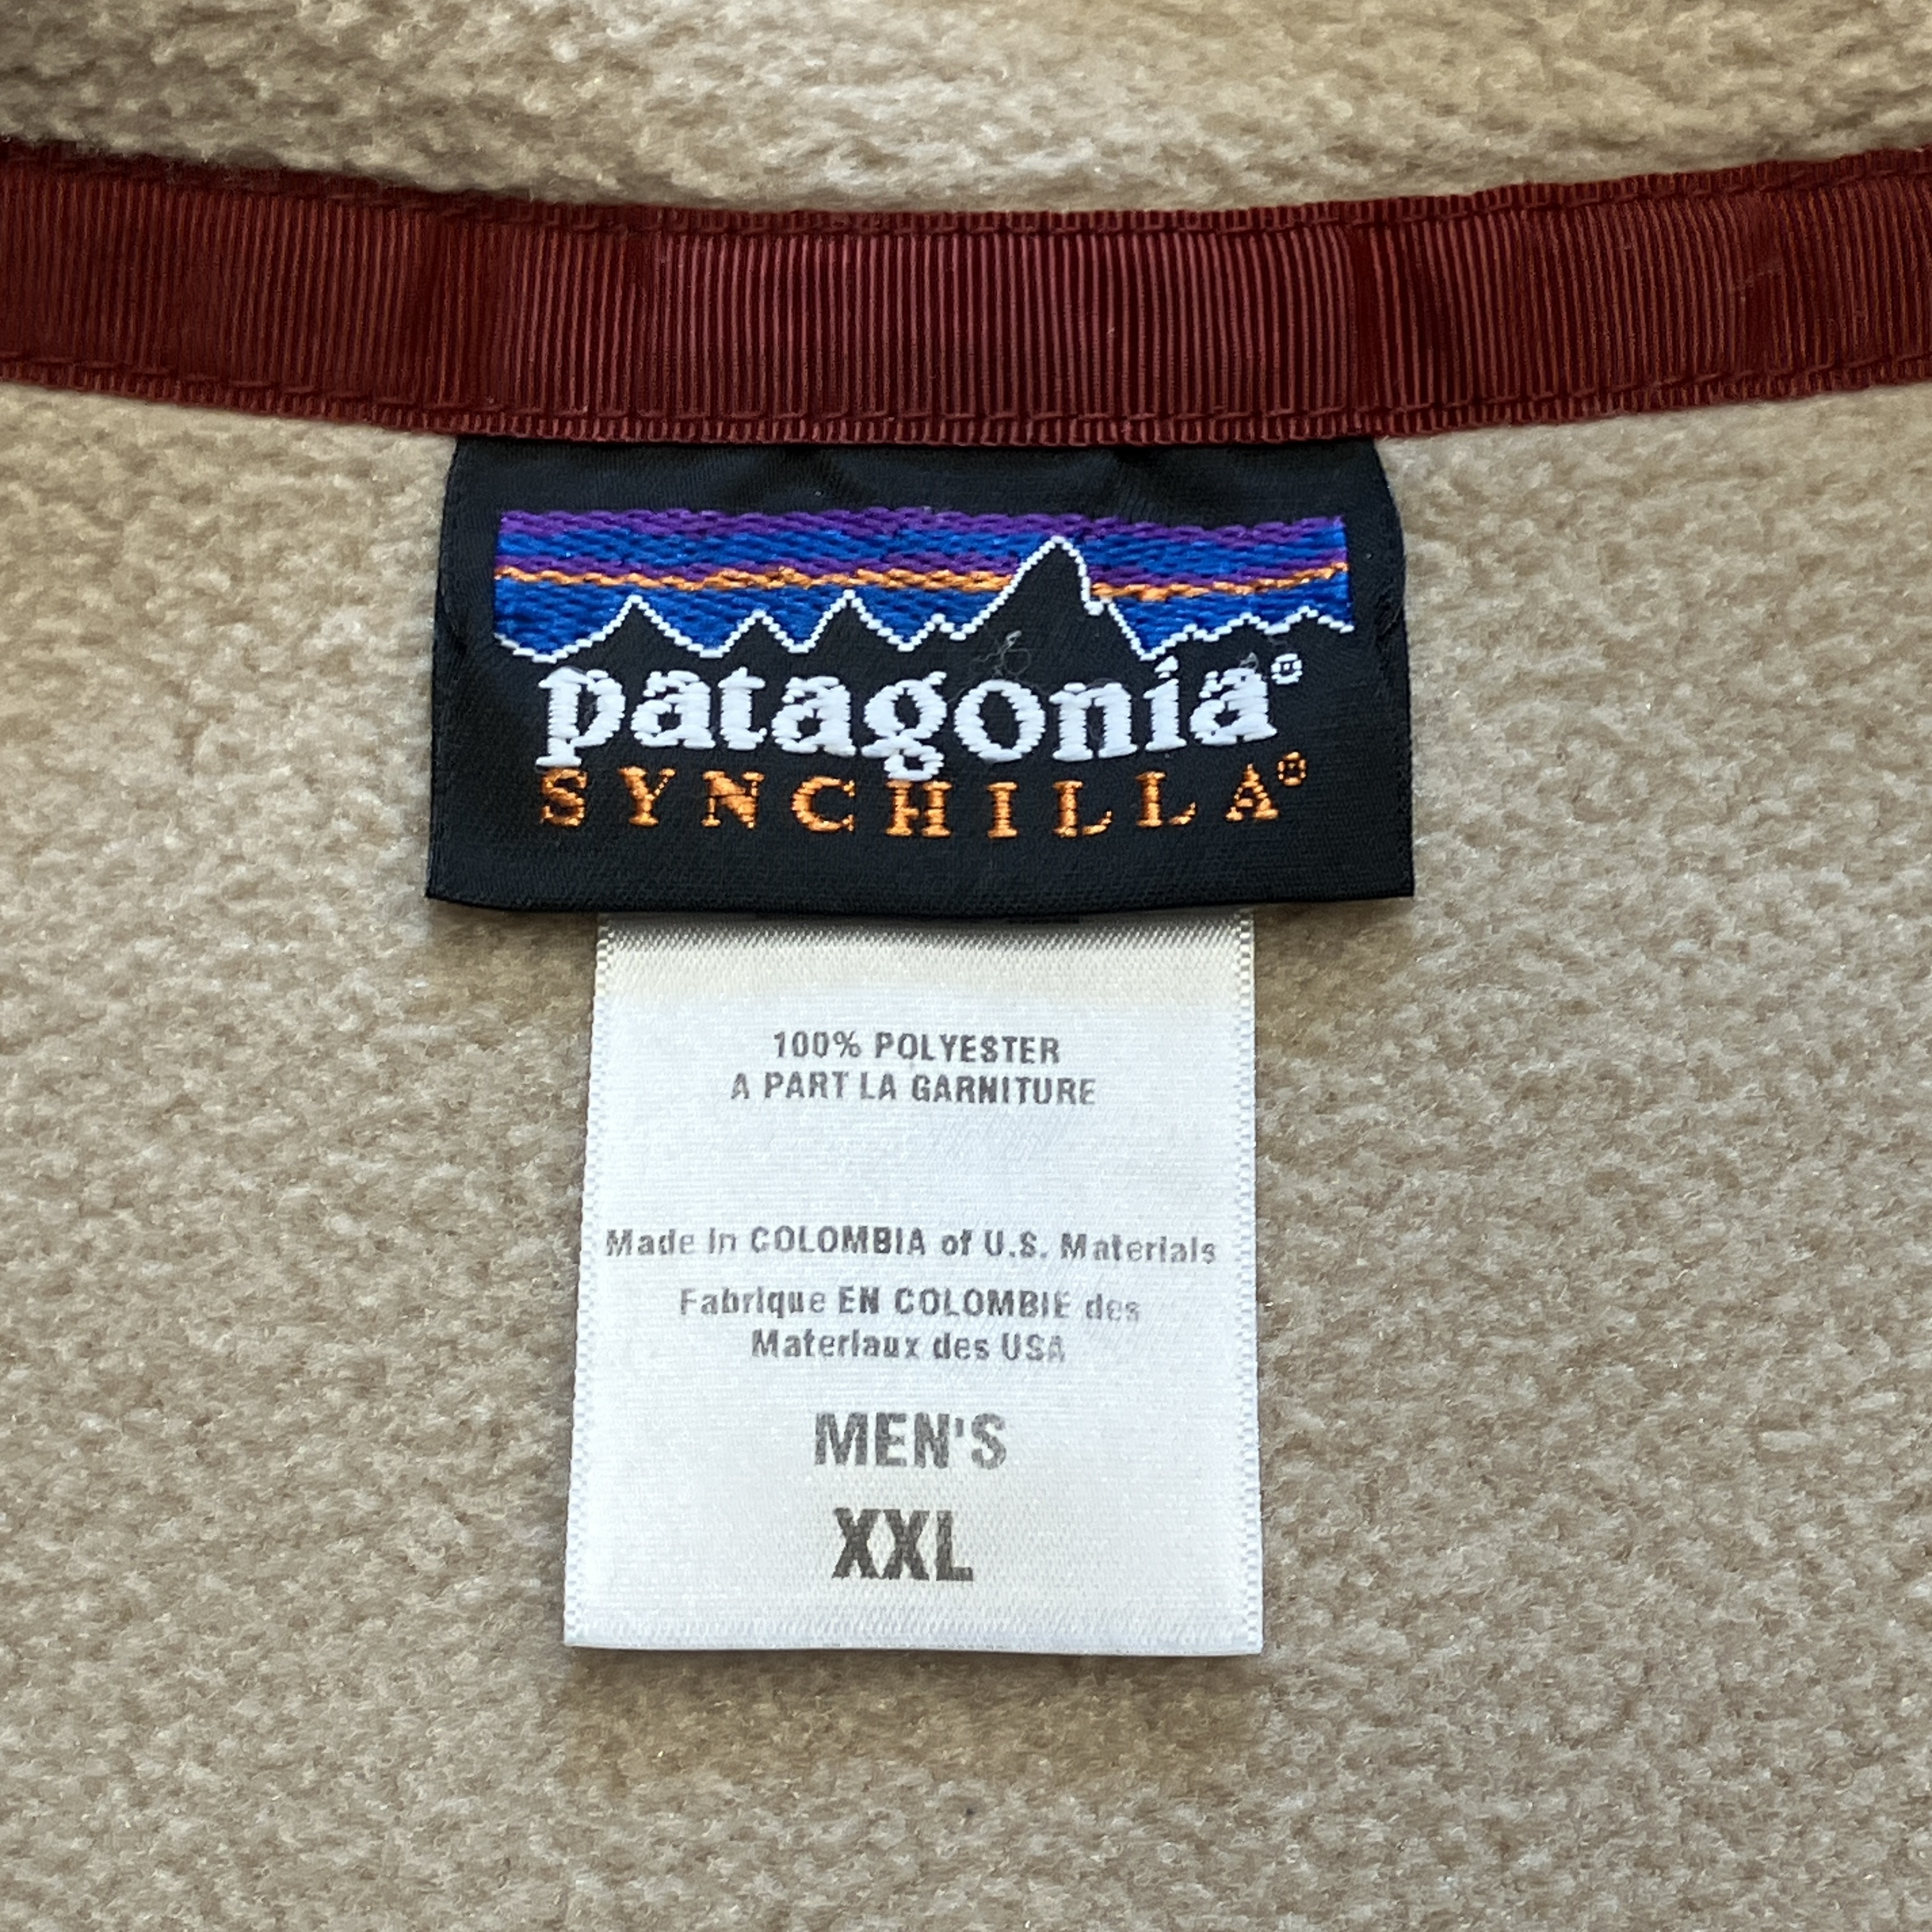 patagonia®
SYNCHILLA®
100% POLYESTER
A PART LA GARNITURE
Made in COLOMBIA of U.S. Materials
Fabrique EN COLOMBIE des
Materiaux des USA
MEN'S
XXL